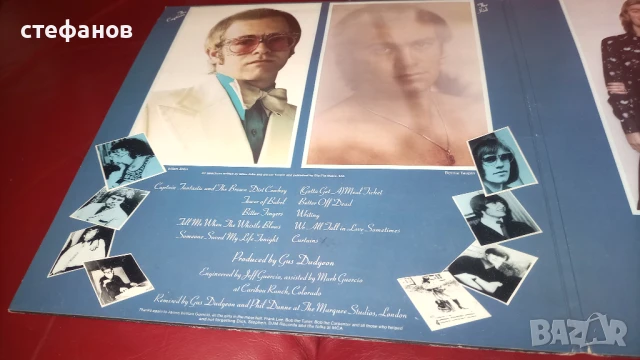 стефанов
Captain Fantastic and The Brown Dirt Cowboy
Tower of Babel
Bitter Fingers
Tell Me When The Whistle Blows
Someone Saved My Life Tonight
(Gotta Get A) Meal Ticket
Better Off Dead
Writing
We All Fall in Love Sometimes
Curtains
Produced by Gus Dudgeon
Engineered by Jeff Guercio, assisted by Mark Guercio
at Caribou Ranch, Colorado
Remixed by Gus Dudgeon and Phil Dunne at The Marquee Studios, London
BAZAR.BG